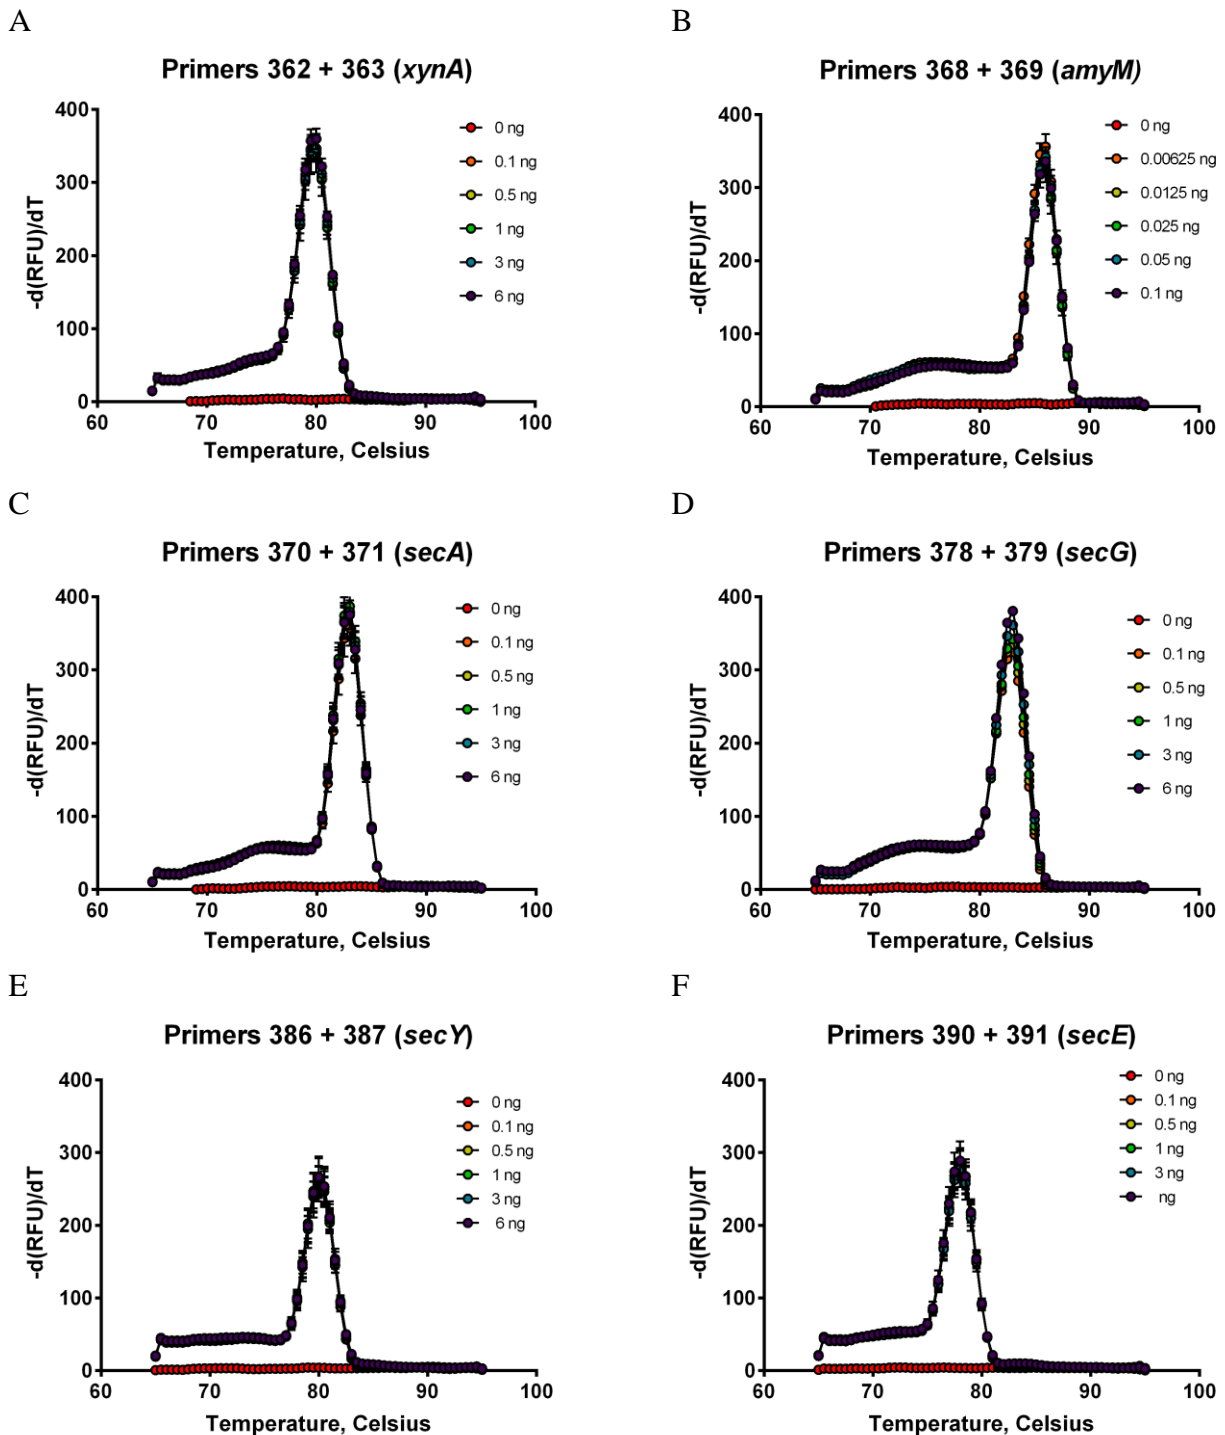 A
Primers 362 + 363 (xynA)
400
300
200
100
0
-d(RFU)/dT
60
70
80
90
100
Temperature, Celsius
0 ng
0.1 ng
0.5 ng
1 ng
3 ng
6 ng
B
Primers 368 + 369 (amyM)
400
300
200
100
0
-d(RFU)/dT
60
70
80
90
100
Temperature, Celsius
0 ng
0.00625 ng
0.0125 ng
0.025 ng
0.05 ng
0.1 ng
C
Primers 370 + 371 (secA)
400
300
200
100
0
-d(RFU)/dT
60
70
80
90
100
Temperature, Celsius
0 ng
0.1 ng
0.5 ng
1 ng
3 ng
6 ng
D
Primers 378 + 379 (secG)
400
300
200
100
0
-d(RFU)/dT
60
70
80
90
100
Temperature, Celsius
0 ng
0.1 ng
0.5 ng
1 ng
3 ng
6 ng
E
Primers 386 + 387 (secY)
400
300
200
100
0
-d(RFU)/dT
60
70
80
90
100
Temperature, Celsius
0 ng
0.1 ng
0.5 ng
1 ng
3 ng
6 ng
F
Primers 390 + 391 (secE)
400
300
200
100
0
-d(RFU)/dT
60
70
80
90
100
Temperature, Celsius
0 ng
0.1 ng
0.5 ng
1 ng
3 ng
ng